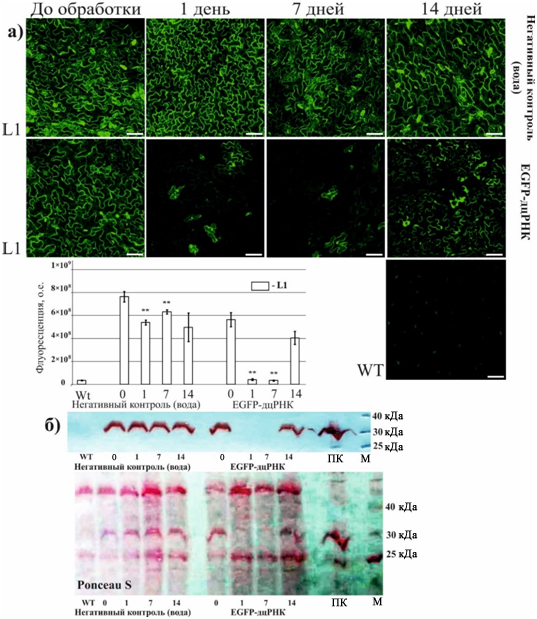 До обработки 1 день 7 дней 14 дней
а)
Негативный контроль
(вода)
L1
EGFP-дцРНК
L1
Флуоресценция, о.е.
1×10⁹
8×10⁸
6×10⁸
4×10⁸
2×10⁸
0
- L1
** ** ** **
Wt 0 1 7 14 0 1 7 14
Негативный контроль (вода) EGFP-дцРНК
WT
б)
40 кДа
30 кДа
25 кДа
WT 0 1 7 14 0 1 7 14 ПК М
Негативный контроль (вода) EGFP-дцРНК
40 кДа
30 кДа
25 кДа
Ponceau S
WT 0 1 7 14 0 1 7 14 ПК М
Негативный контроль (вода) EGFP-дцРНК